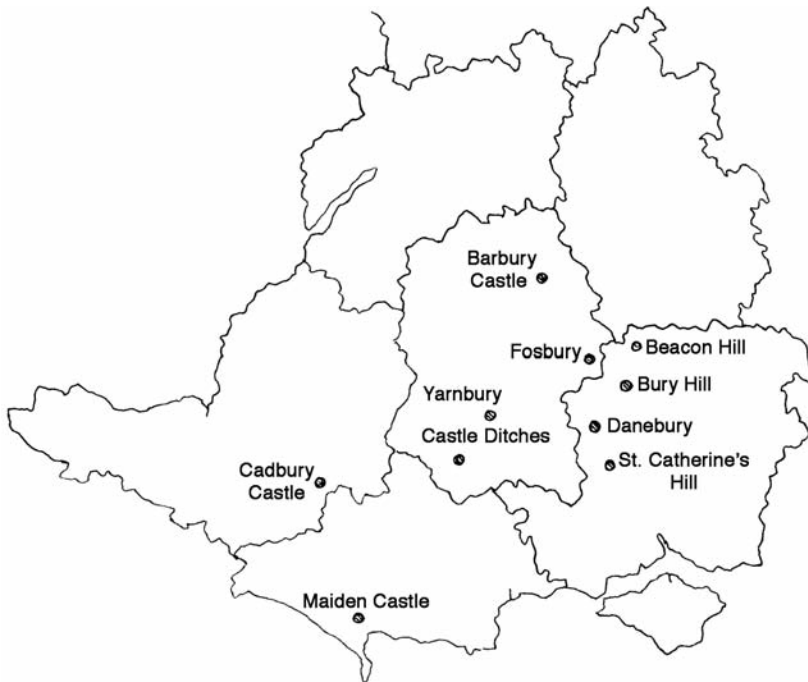 Barbury
Castle
Fosbury
Beacon Hill
Bury Hill
Yarnbury
Danebury
Castle Ditches
St. Catherine's
Hill
Cadbury
Castle
Maiden Castle